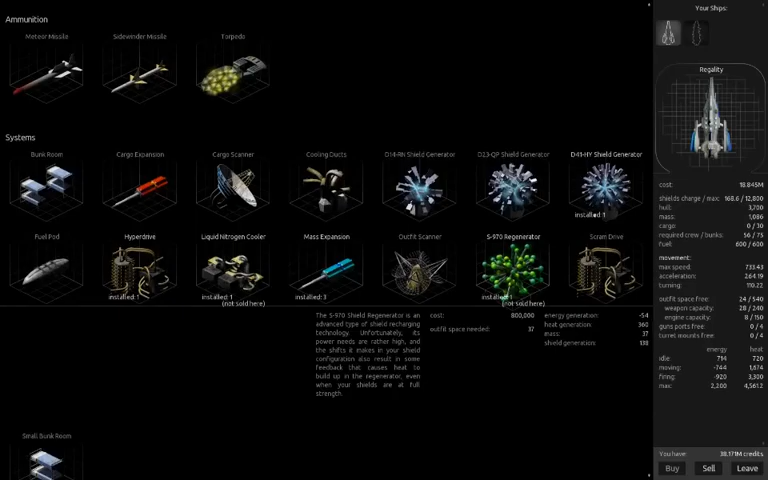 Ammunition
Meteor Missile
Sidewinder Missile
Torpedo
Systems
Bunk Room
Cargo Expansion
Cargo Scanner
Cooling Ducts
D14-RN Shield Generator
D23-QP Shield Generator
D41-HY Shield Generator
installed: 1
Fuel Pod
Hyperdrive
Liquid Nitrogen Cooler
Mass Expansion
Outfit Scanner
S-970 Regenerator
Scram Drive
installed: 1
installed: 1
(not sold here)
installed: 3
installed: 1
(not sold here)
The S-970 Shield Regenerator is an
advanced type of shield recharging
technology. Unfortunately, its
power needs are rather high, and
the shifts it makes in your shield
configuration also result in some
feedback that causes heat to
build up in the regenerator, even
when your shields are at full
strength.
cost: 800,000
outfit space needed: 37
energy generation: -54
heat generation: 360
mass: 37
shield generation: 138
Small Bunk Room
Your Ships:
Regality
cost: 18.845M
shields charge / max: 168.6 / 12,800
hull: 3,700
mass: 1,086
cargo: 0 / 30
required crew / bunks: 56 / 75
fuel: 600 / 600
movement:
max speed: 733.43
acceleration: 264.19
turning: 110.22
outfit space free: 24 / 540
weapon capacity: 28 / 240
engine capacity: 8 / 150
guns ports free: 0 / 4
turret mounts free: 0 / 4
energy heat
idle: 714 720
moving: -744 1,674
firing: -920 3,300
max: 2,200 4,5612
You have: 38.171M credits
Buy Sell Leave